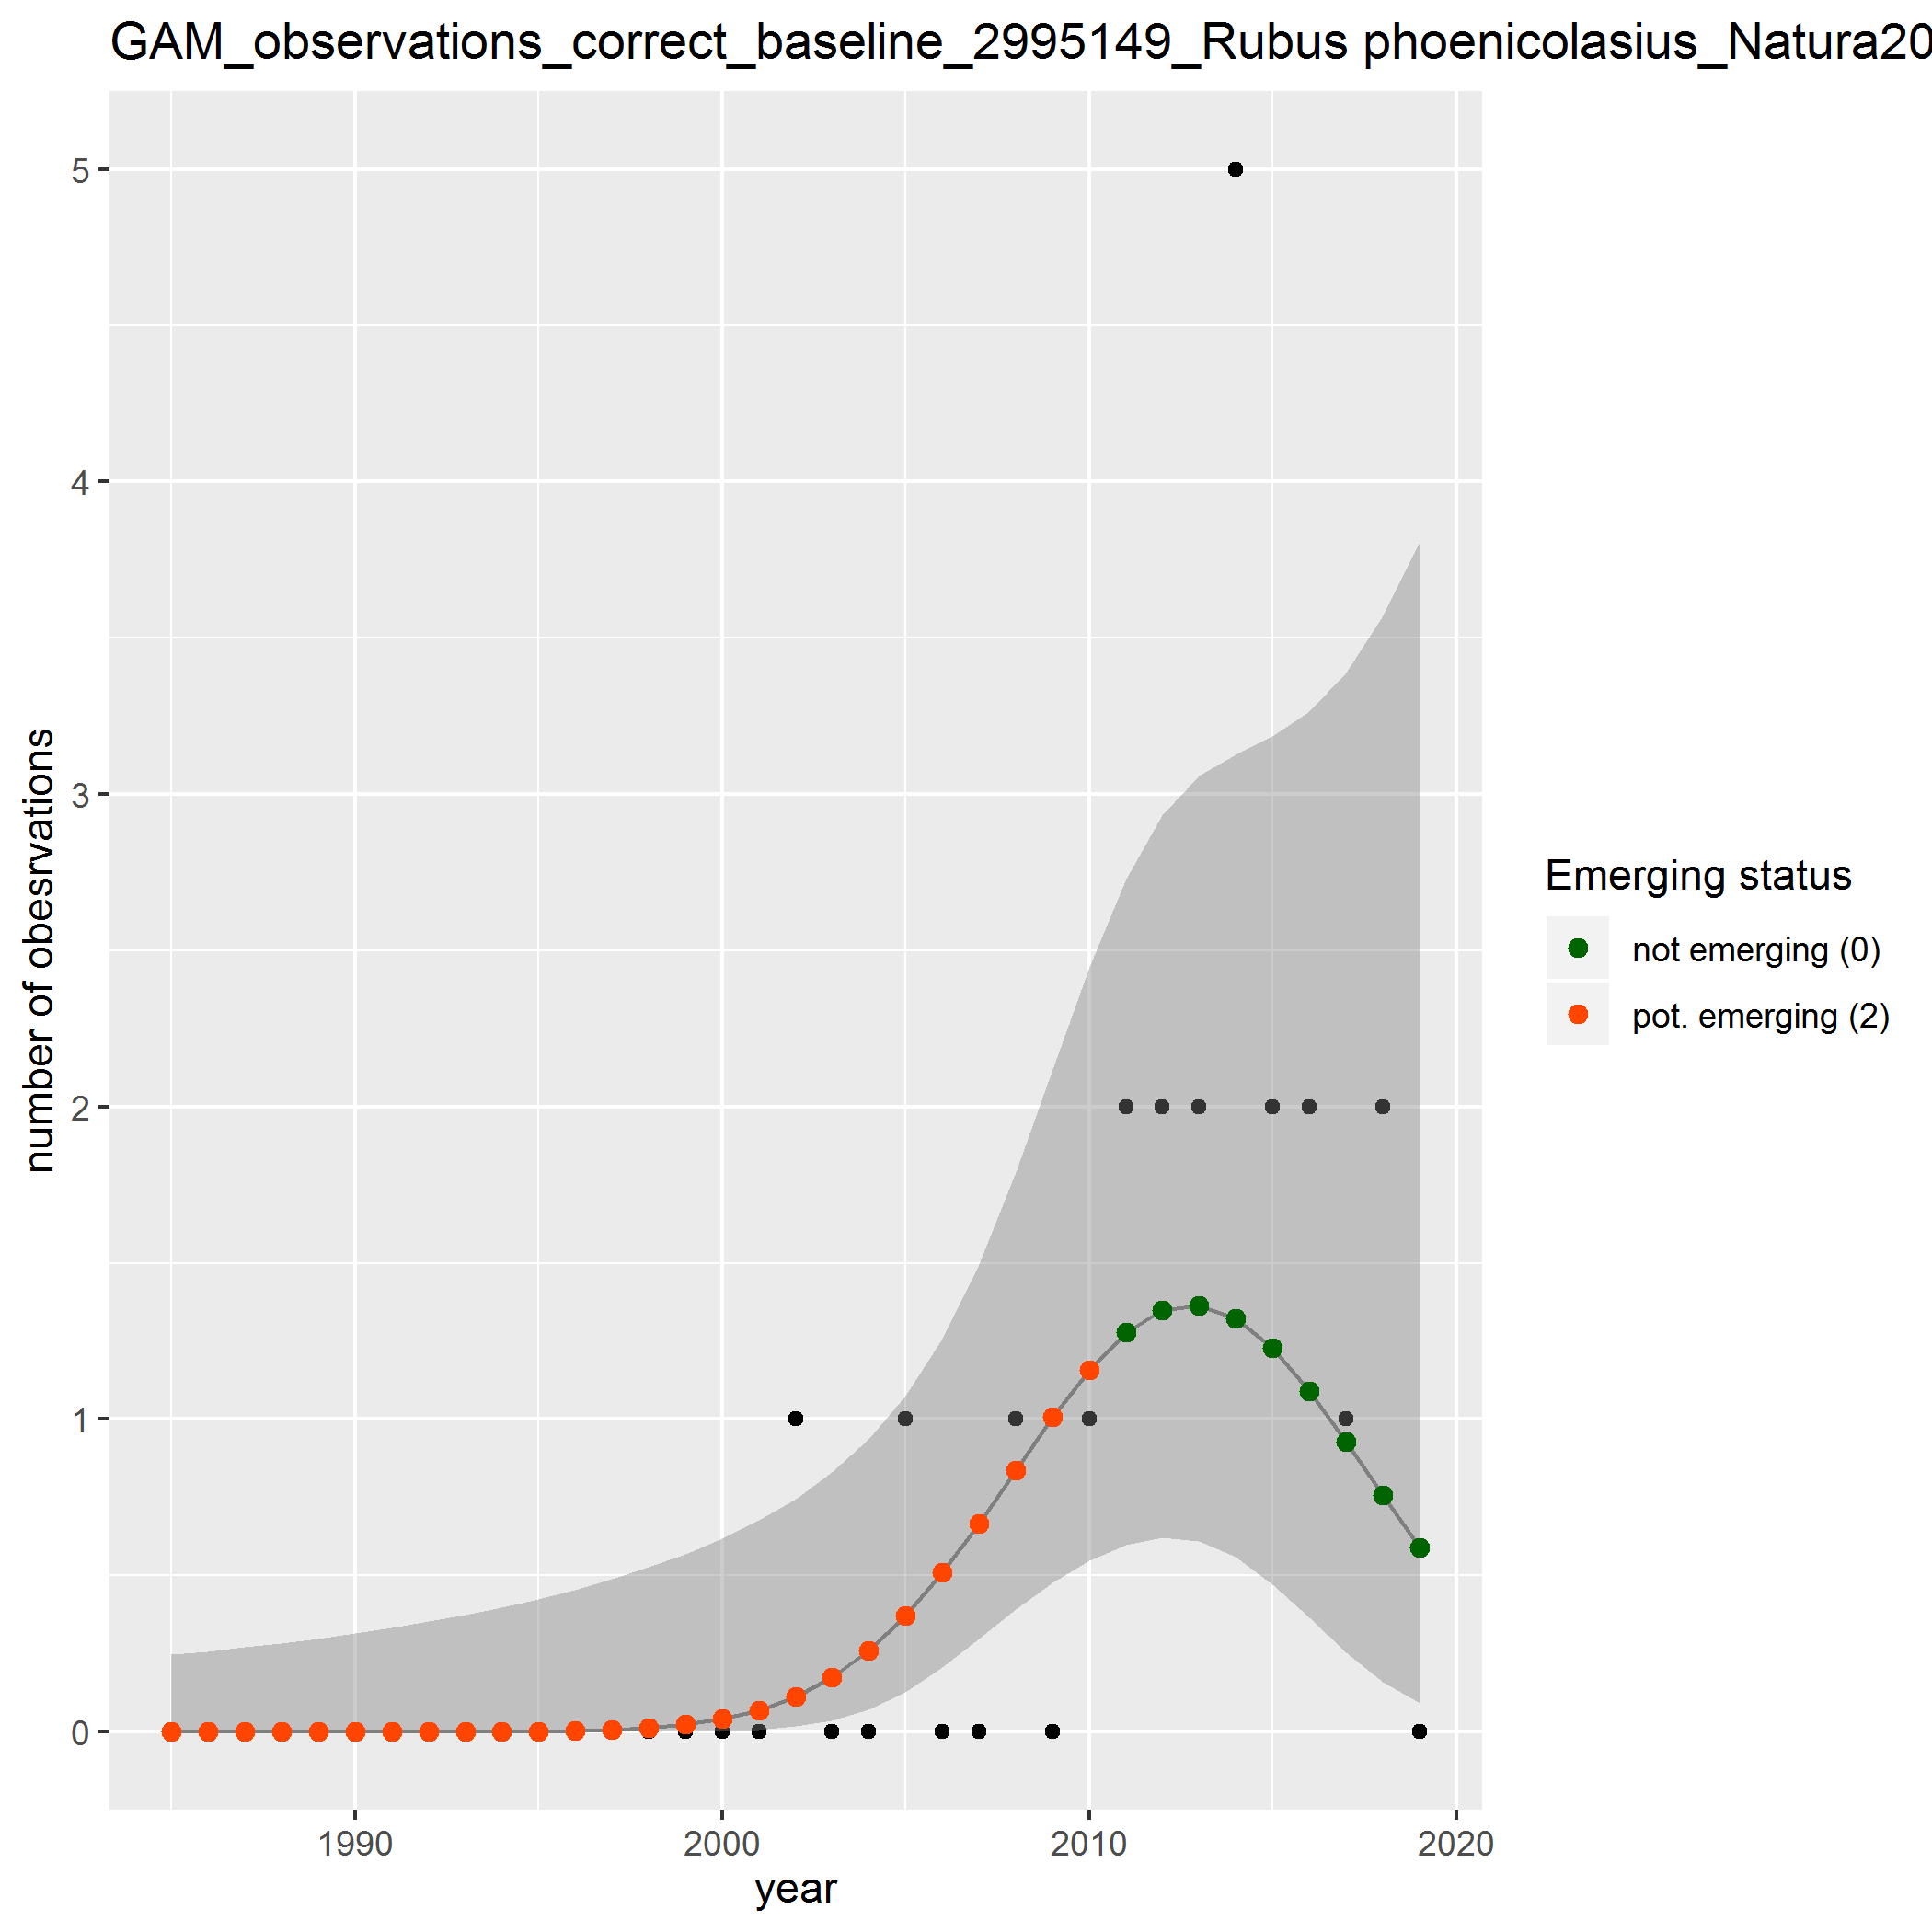 GAM_observations_correct_baseline_2995149_Rubus phoenicolasius_Natura20
5
4
3
2
1
0
number of obesrvations
1990
2000
2010
2020
year
Emerging status
not emerging (0)
pot. emerging (2)